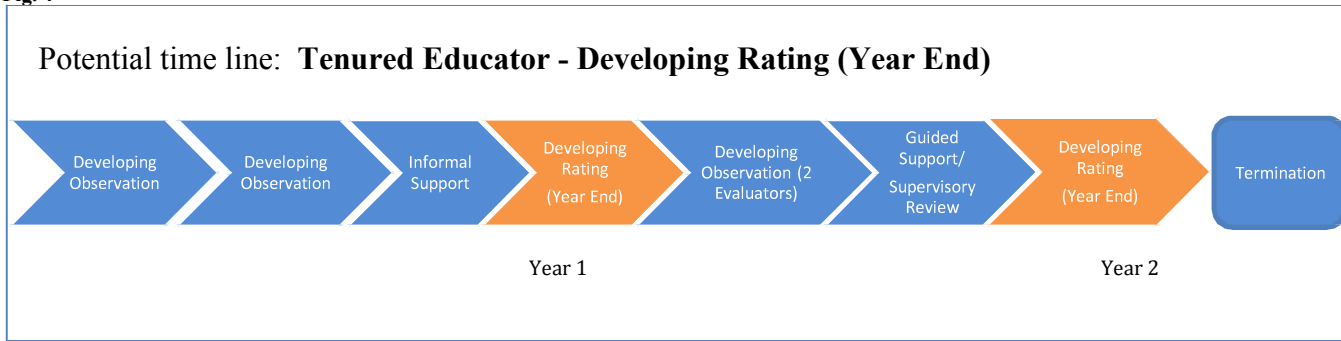 Potential time line: Tenured Educator - Developing Rating (Year End)
Developing
Observation
Developing
Observation
Informal
Support
Developing
Rating
(Year End)
Developing
Observation (2
Evaluators)
Guided
Support/
Supervisory
Review
Developing
Rating
(Year End)
Termination
Year 1
Year 2